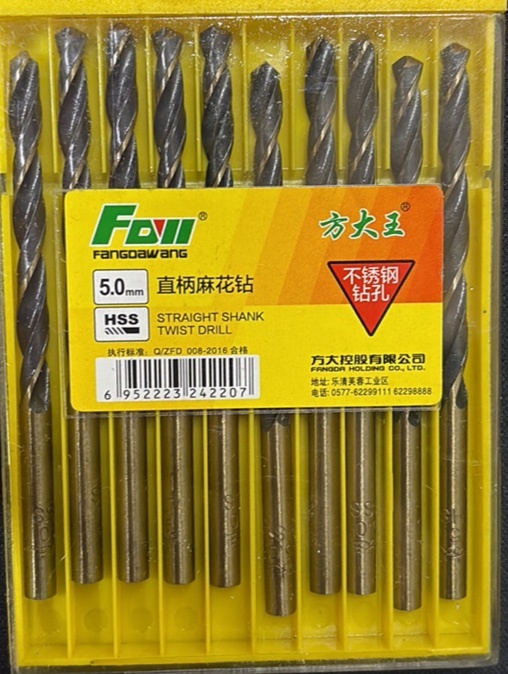 FDW®
FANGDAWANG
方大王®
5.0mm 直柄麻花钻
HSS STRAIGHT SHANK
TWIST DRILL
不锈钢
钻孔
执行标准: Q/ZFD 008-2016 合格
6 952223 242207
方大控股有限公司
FANGDA HOLDING CO., LTD.
地址: 乐清芙蓉工业区
电话: 0577-62299111 62298888